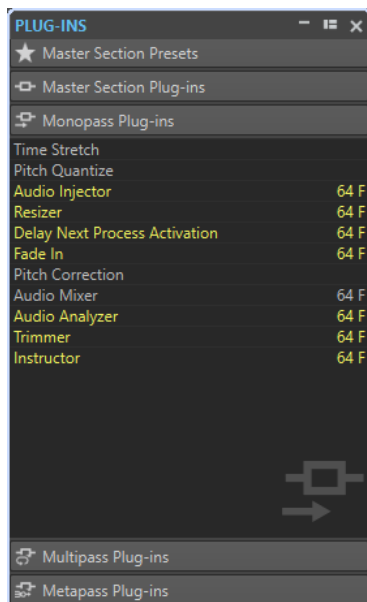 PLUG-INS
Master Section Presets
Master Section Plug-ins
Monopass Plug-ins
Time Stretch
Pitch Quantize
Audio Injector 64 F
Resizer 64 F
Delay Next Process Activation 64 F
Fade In 64 F
Pitch Correction
Audio Mixer 64 F
Audio Analyzer 64 F
Trimmer 64 F
Instructor 64 F
Multipass Plug-ins
Metapass Plug-ins